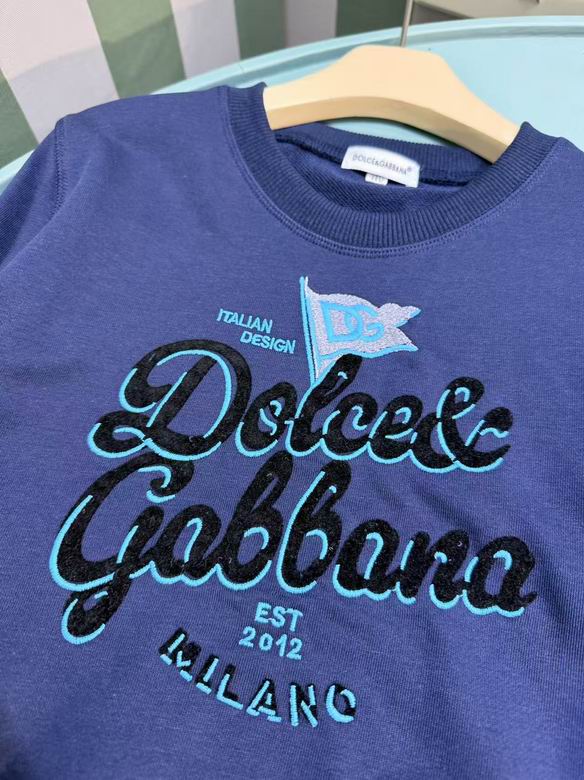 DOLCE&GABBANA
ITALIAN
DESIGN
DG
Dolce&
Gabbana
EST
2012
MILANO